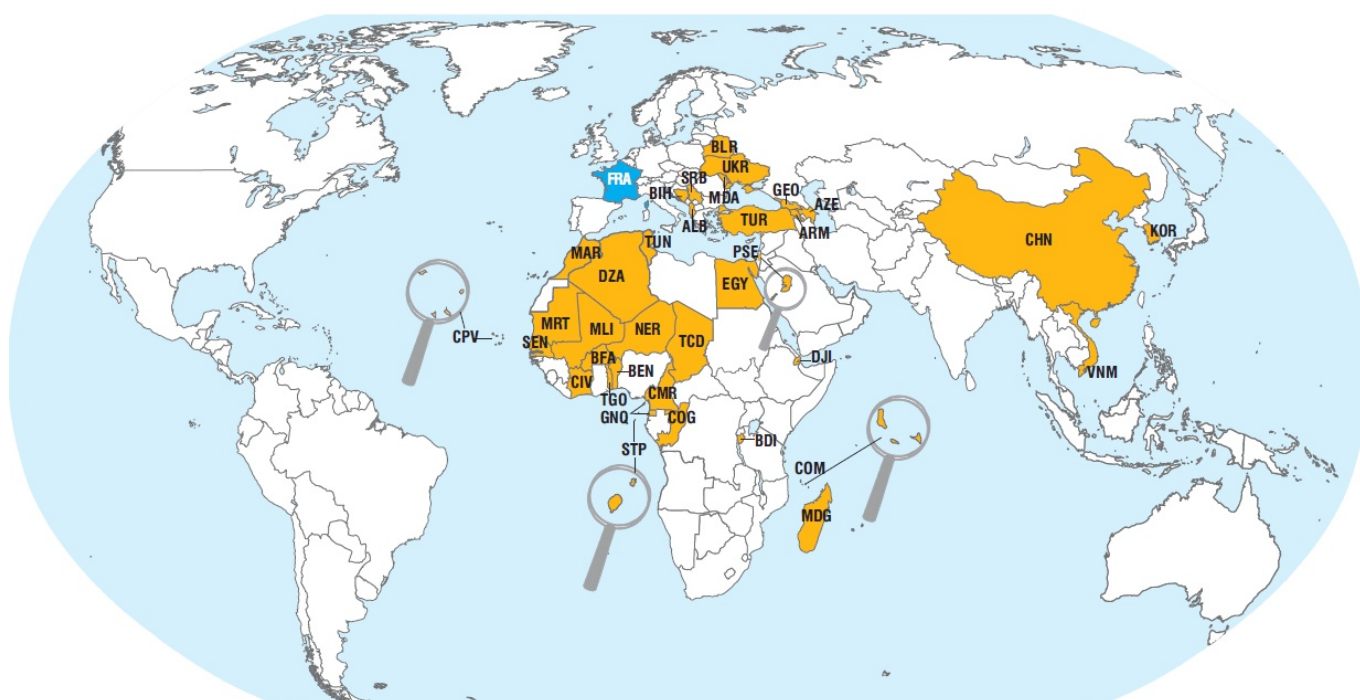 BLR
UKR
FRA
SRB
BIH
MDA
GEO
AZE
ALB
TUR
ARM
KOR
CHN
TUN
MAR
PSE
DZA
EGY
MRT
MLI
NER
TCD
CPV
SEN
BFA
DJI
BEN
VNM
CIV
CMR
TGO
GNQ
COG
STP
BDI
COM
MDG